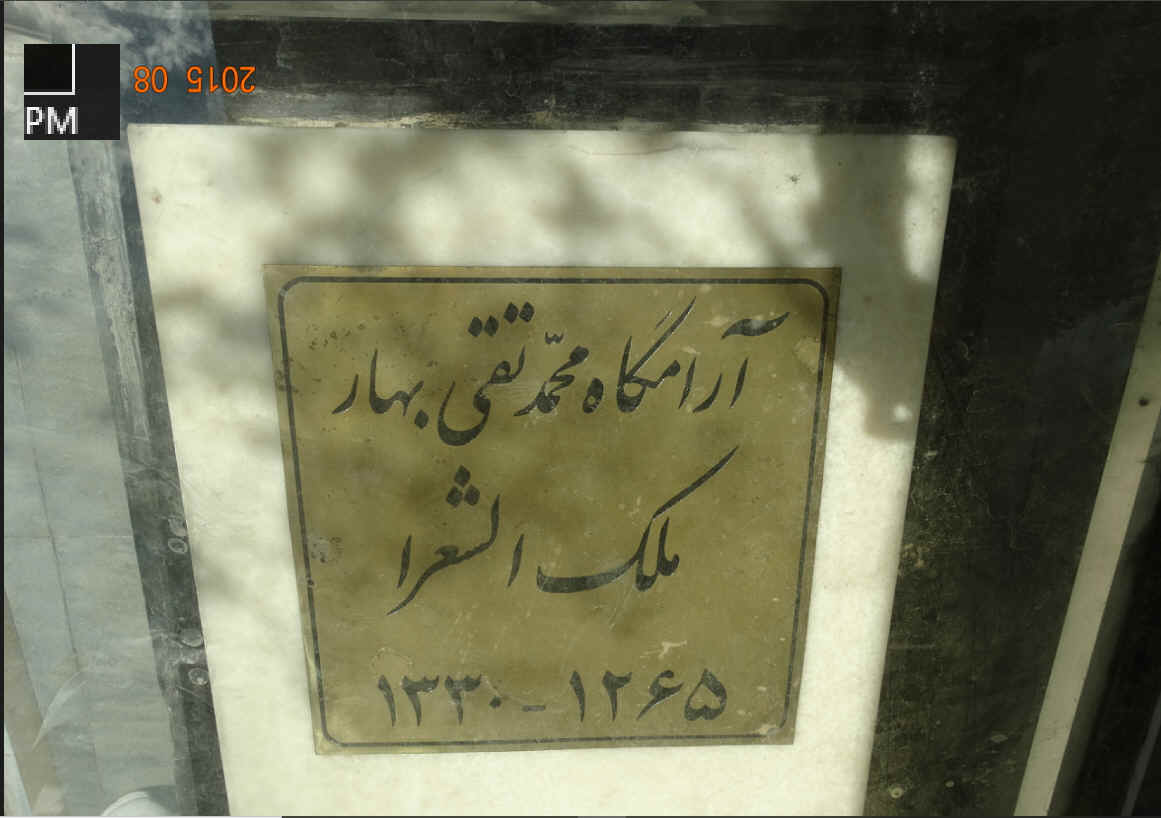 PM
2015 08
آرامگاه محمّدتقی بهار
ملک الشعرا
۱۲۶۵ - ۱۳۳۰